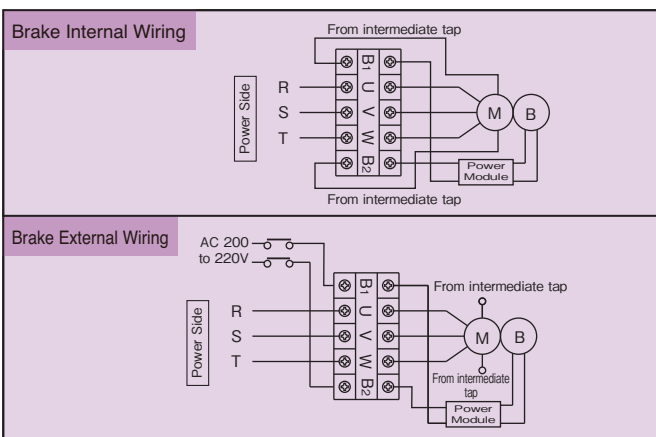 Brake Internal Wiring
From intermediate tap
Power Side
R
S
T
B1
U
V
W
B2
M
B
Power
Module
From intermediate tap
Brake External Wiring
AC 200
to 220V
Power Side
R
S
T
B1
U
V
W
B2
From intermediate tap
M
B
From intermediate
tap
Power
Module